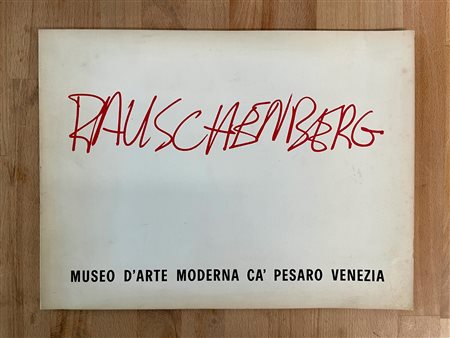 RAUSCHENBERG
MUSEO D'ARTE MODERNA CA' PESARO VENEZIA